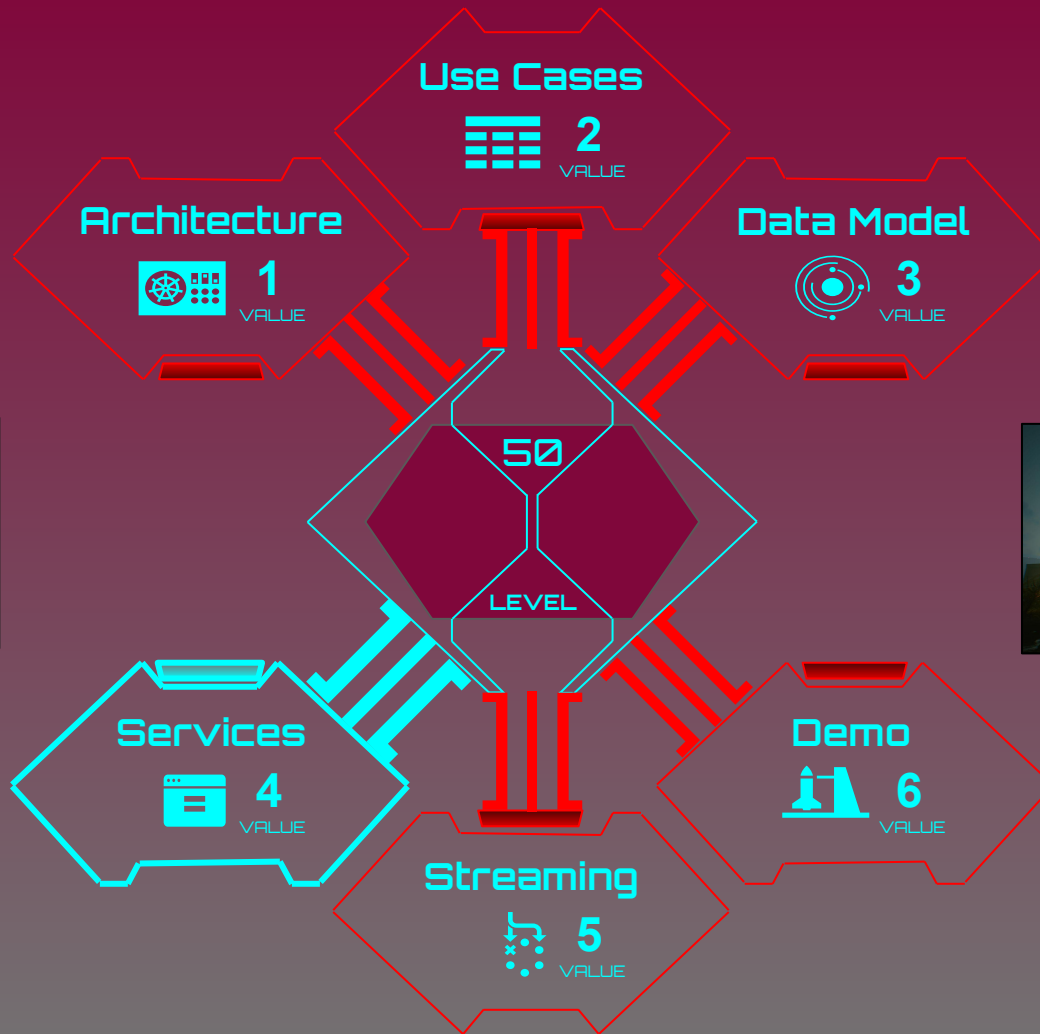 Use Cases
2
VALUE
Architecture
1
VALUE
Data Model
3
VALUE
50
LEVEL
Services
4
VALUE
Demo
6
VALUE
Streaming
5
VALUE